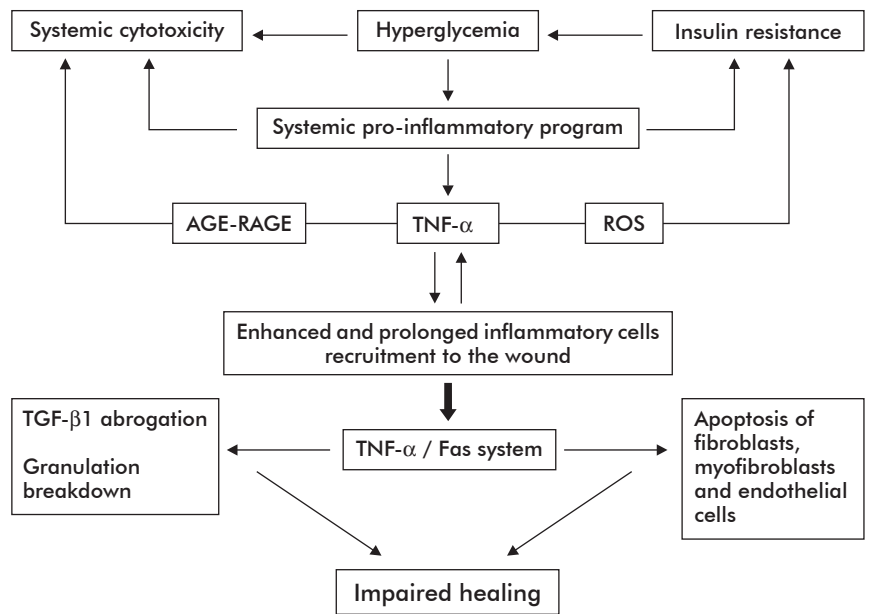 Systemic cytotoxicity
Hyperglycemia
Insulin resistance
Systemic pro-inflammatory program
AGE-RAGE
TNF-α
ROS
Enhanced and prolonged inflammatory cells
recruitment to the wound
TGF-β1 abrogation
Granulation
breakdown
TNF-α / Fas system
Apoptosis of
fibroblasts,
myofibroblasts
and endothelial
cells
Impaired healing